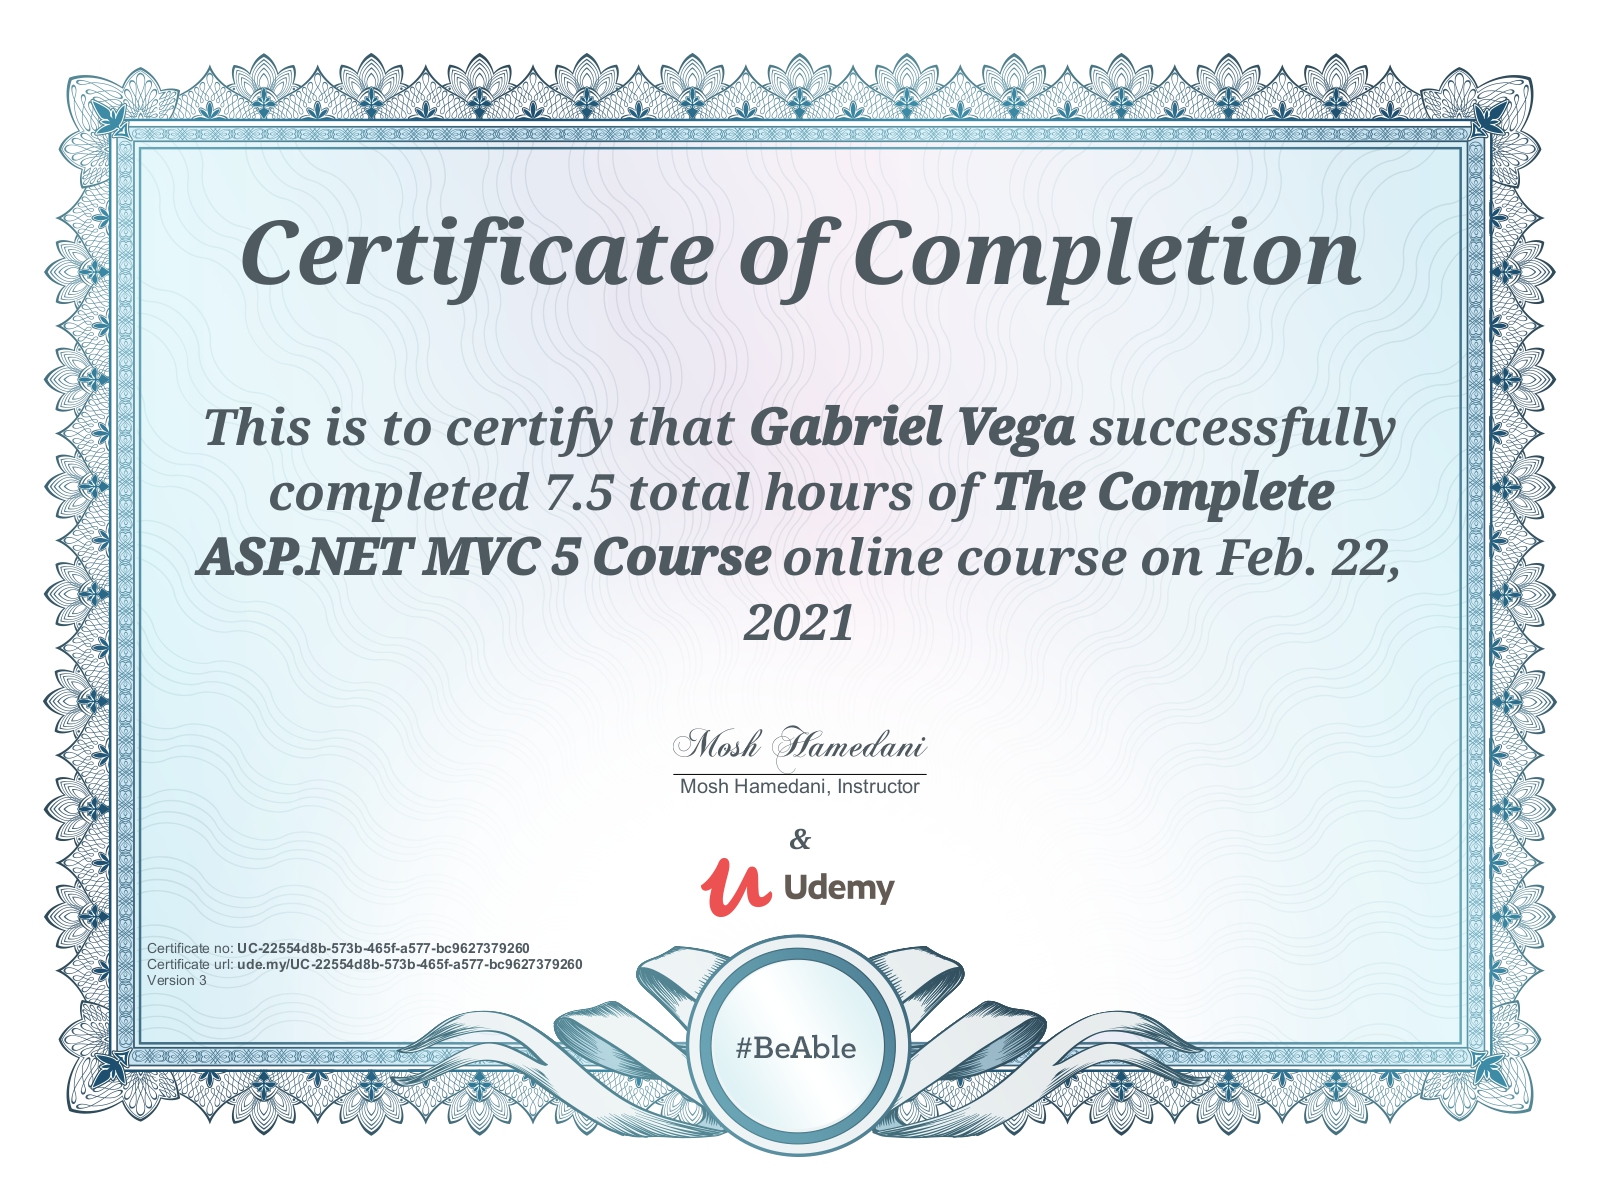 Certificate of Completion
This is to certify that Gabriel Vega successfully
completed 7.5 total hours of The Complete
ASP.NET MVC 5 Course online course on Feb. 22,
2021
Mosh Hamedani
Mosh Hamedani, Instructor
&
Udemy
Certificate no: UC-22554d8b-573b-465f-a577-bc9627379260
Certificate url: ude.my/UC-22554d8b-573b-465f-a577-bc9627379260
Version 3
#BeAble